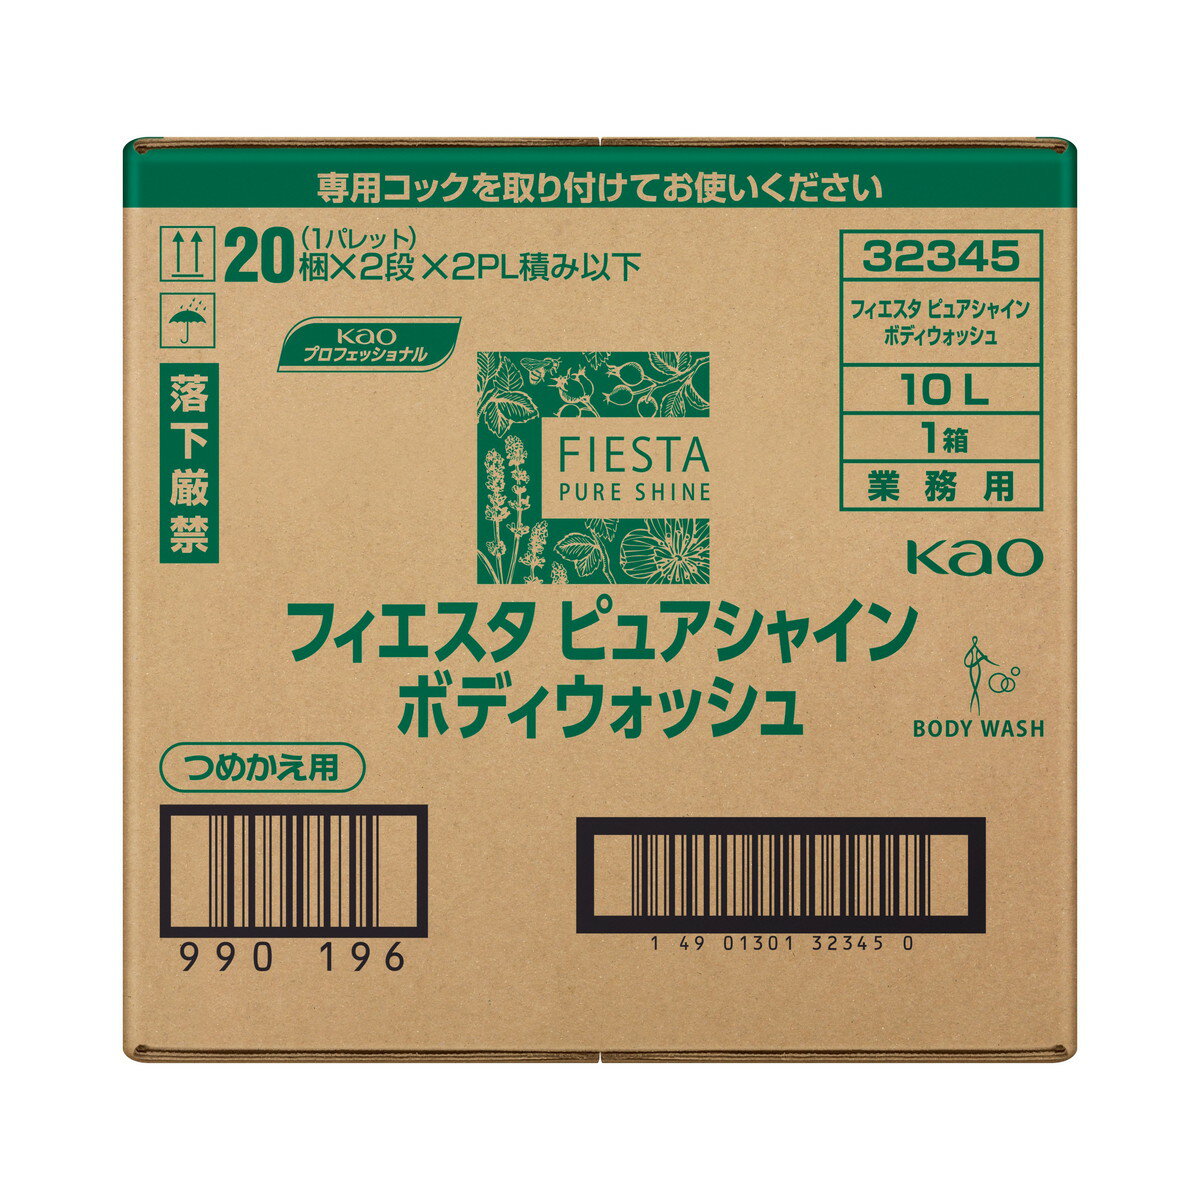 専用コックを取り付けてお使いください
20 (1パレット)
梱×2段×2PL積み以下
落下厳禁
Kao
プロフェッショナル
FIESTA
PURE SHINE
32345
フィエスタ ピュアシャイン
ボディウォッシュ
10L
1箱
業務用
Kao
フィエスタ ピュアシャイン
ボディウォッシュ
BODY WASH
つめかえ用
990 196
1 49 01301 32345 0